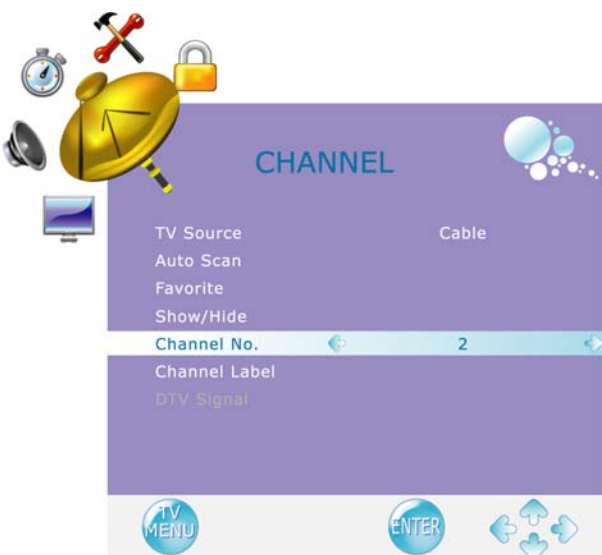 CHANNEL
TV Source Cable
Auto Scan
Favorite
Show/Hide
Channel No. 2
Channel Label
DTV Signal
TV
MENU
ENTER